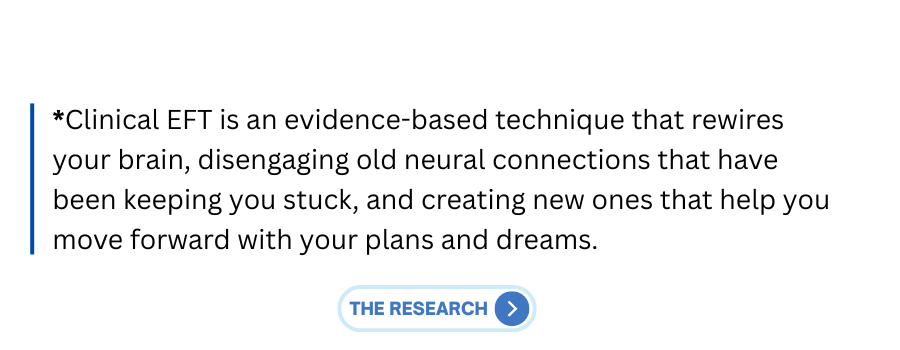 *Clinical EFT is an evidence-based technique that rewires
your brain, disengaging old neural connections that have
been keeping you stuck, and creating new ones that help you
move forward with your plans and dreams.
THE RESEARCH